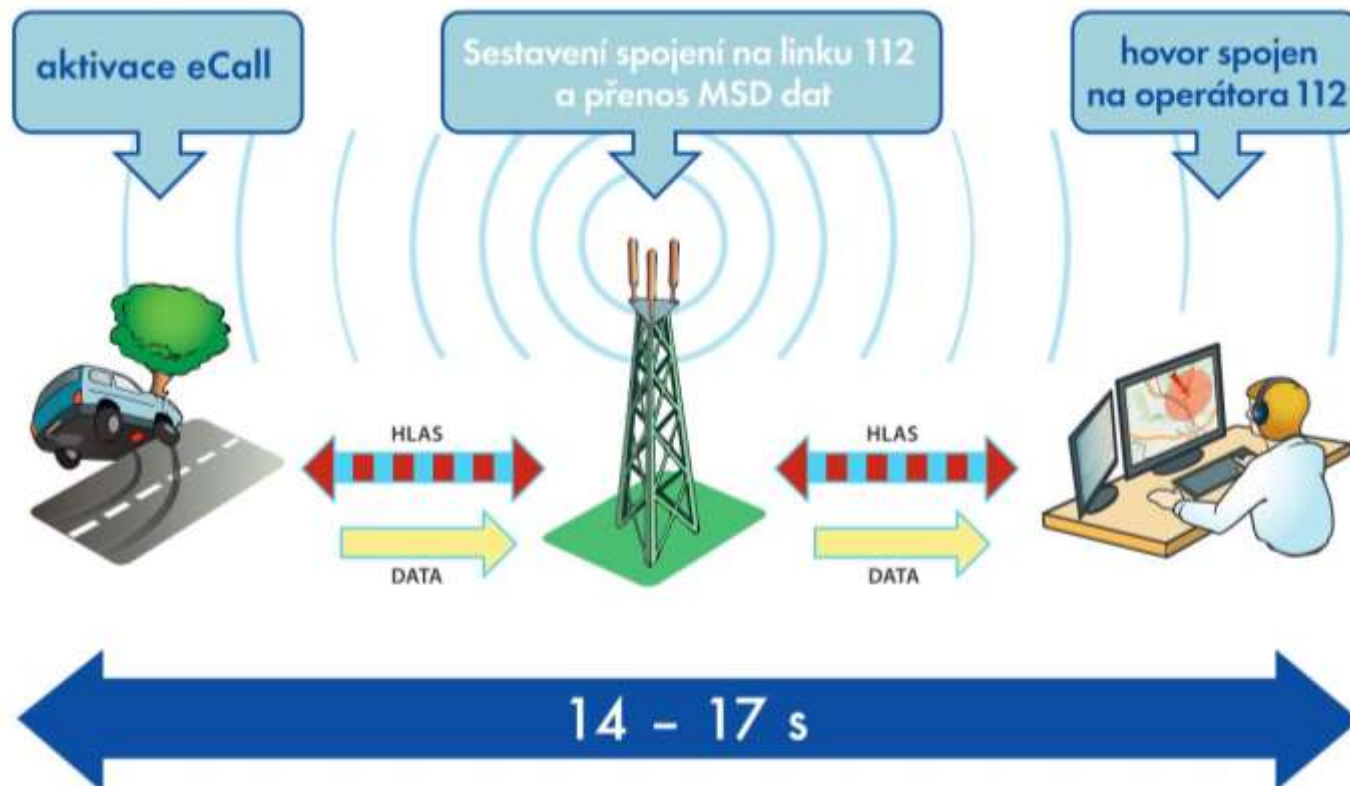 aktivace eCall
Sestavení spojení na linku 112
a přenos MSD dat
hovor spojen
na operátora 112
HLAS
HLAS
DATA
DATA
14 – 17 s